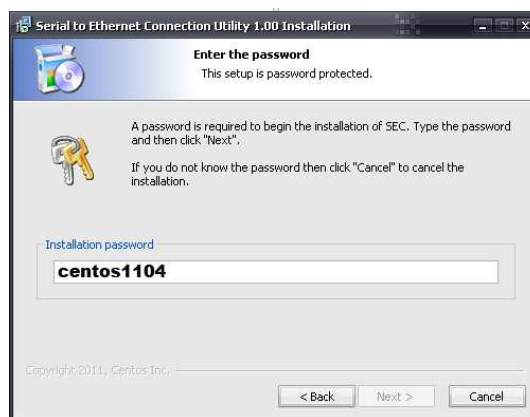 Serial to Ethernet Connection Utility 1.00 Installation
Enter the password
This setup is password protected.
A password is required to begin the installation of SEC. Type the password
and then click "Next".
If you do not know the password then click "Cancel" to cancel the
installation.
Installation password
centos1104
Copyright 2011, Centos Inc.
< Back
Next >
Cancel